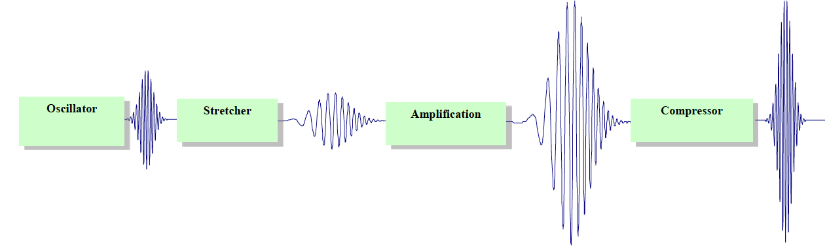 Oscillator
Stretcher
Amplification
Compressor